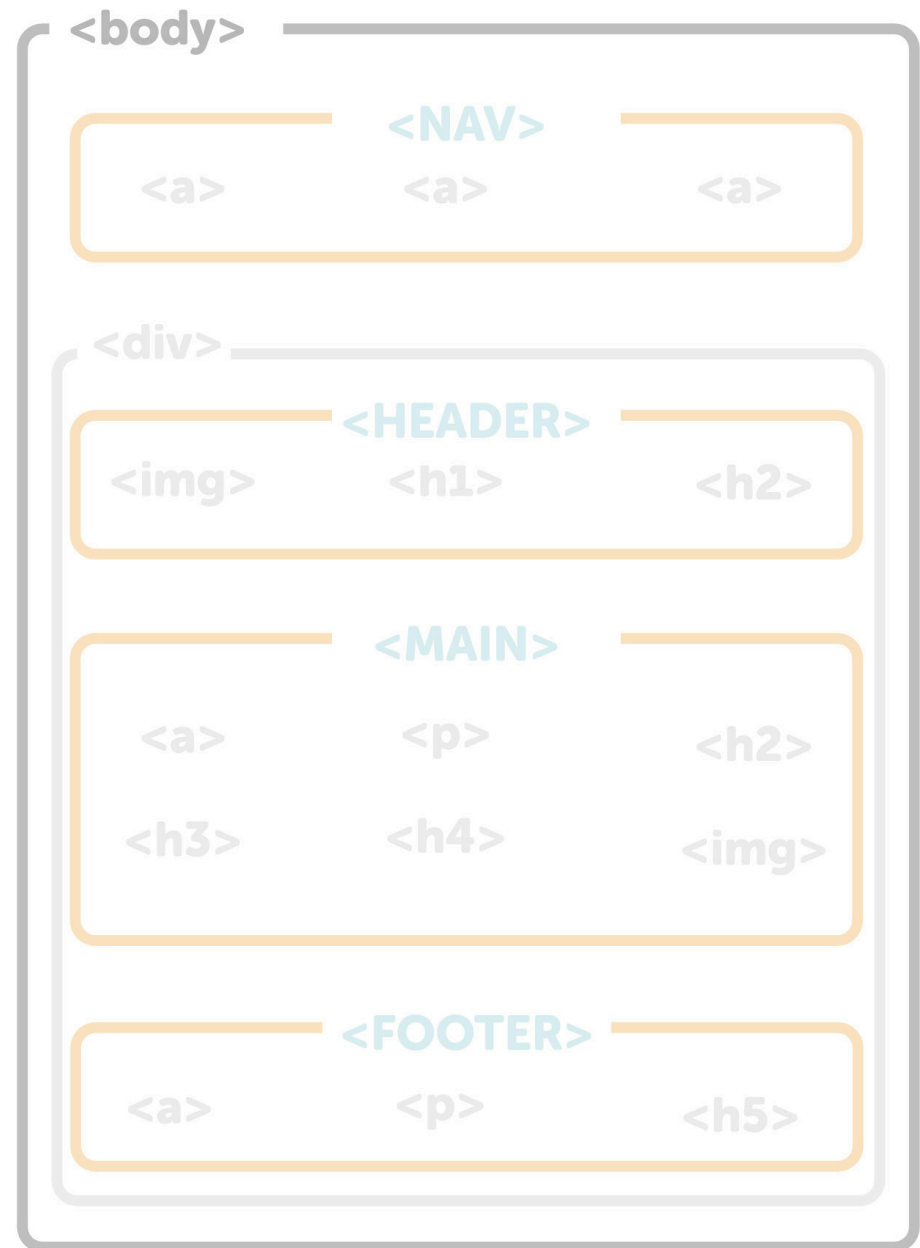 <body>
<NAV>
<a> <a> <a>
<div>
<HEADER>
<img> <h1> <h2>
<MAIN>
<a> <p> <h2>
<h3> <h4> <img>
<FOOTER>
<a> <p> <h5>